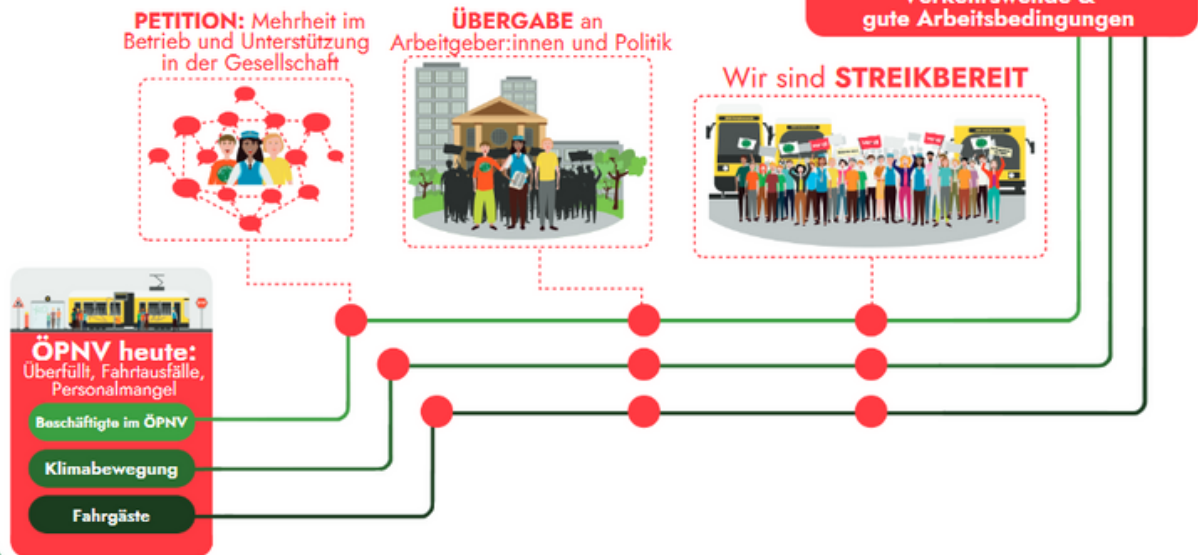 PETITION: Mehrheit im
Betrieb und Unterstützung
in der Gesellschaft
ÜBERGABE an
Arbeitgeber:innen und Politik
Wir sind STREIKBEREIT
Verkehrswende &
gute Arbeitsbedingungen
ÖPNV heute:
Überfüllt, Fahrtausfälle,
Personalmangel
Beschäftigte im ÖPNV
Klimabewegung
Fahrgäste